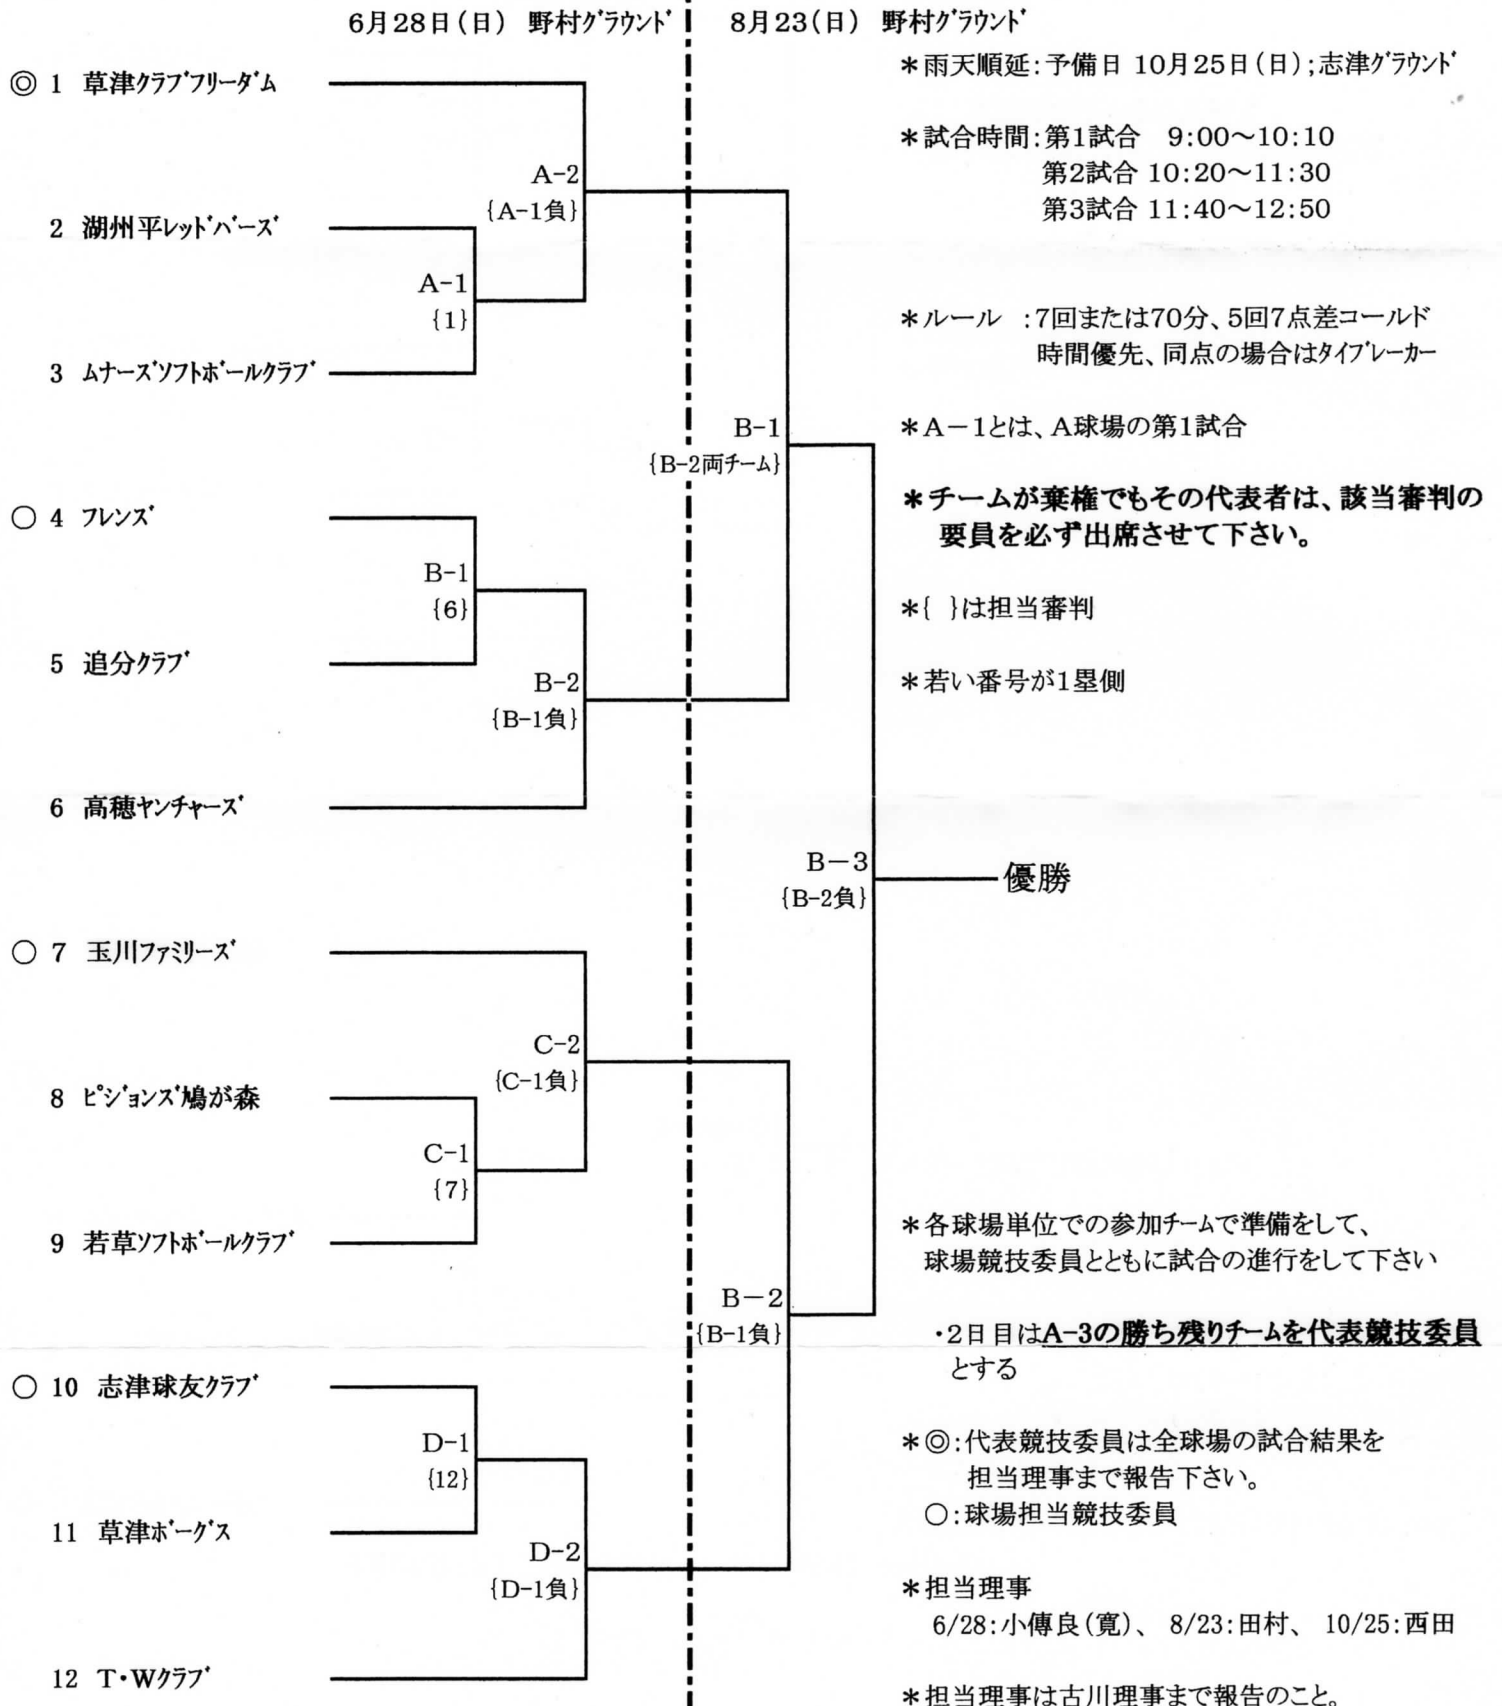 6月28日(日) 野村グラウンド
8月23(日) 野村グラウンド
◎ 1 草津クラブフリーダム
A-2
{A-1負}
2 湖州平レッドバーズ
A-1
{1}
3 ムナーズソフトボールクラブ
B-1
{B-2両チーム}
○ 4 フレンズ
B-1
{6}
5 追分クラブ
B-2
{B-1負}
6 高穂ヤンチャーズ
B-3
{B-2負}
優勝
○ 7 玉川ファミリーズ
C-2
{C-1負}
8 ピジョンズ鳩が森
C-1
{7}
9 若草ソフトボールクラブ
B-2
{B-1負}
○ 10 志津球友クラブ
D-1
{12}
11 草津ボーグス
D-2
{D-1負}
12 T・Wクラブ
*雨天順延:予備日 10月25日(日);志津グラウンド
*試合時間:第1試合 9:00~10:10
第2試合 10:20~11:30
第3試合 11:40~12:50
*ルール :7回または70分、5回7点差コールド
時間優先、同点の場合はタイブレーカー
*A-1とは、A球場の第1試合
*チームが棄権でもその代表者は、該当審判の
要員を必ず出席させて下さい。
*{ }は担当審判
*若い番号が1塁側
*各球場単位での参加チームで準備をして、
球場競技委員とともに試合の進行をして下さい
・2日目はA-3の勝ち残りチームを代表競技委員
とする
*◎:代表競技委員は全球場の試合結果を
担当理事まで報告下さい。
○:球場担当競技委員
*担当理事
6/28:小傳良(寛)、 8/23:田村、 10/25:西田
*担当理事は古川理事まで報告のこと。